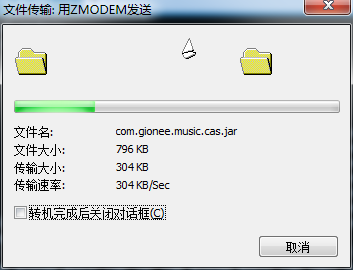 文件传输: 用ZMODEM发送
文件名: com.gionee.music.cas.jar
文件大小: 796 KB
传输大小: 304 KB
传输速率: 304 KB/Sec
转机完成后关闭对话框(C)
取消